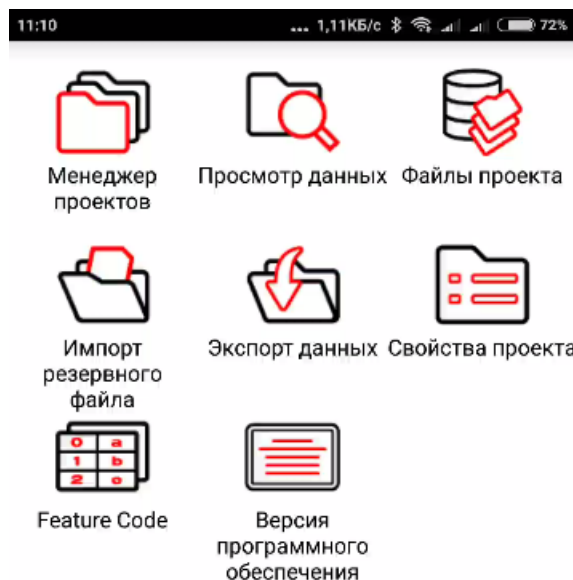 11:10 ... 1,11КБ/с 72%
Менеджер проектов
Просмотр данных
Файлы проекта
Импорт резервного файла
Экспорт данных
Свойства проекта
0 a
1 b
2 c
Feature Code
Версия программного обеспечения